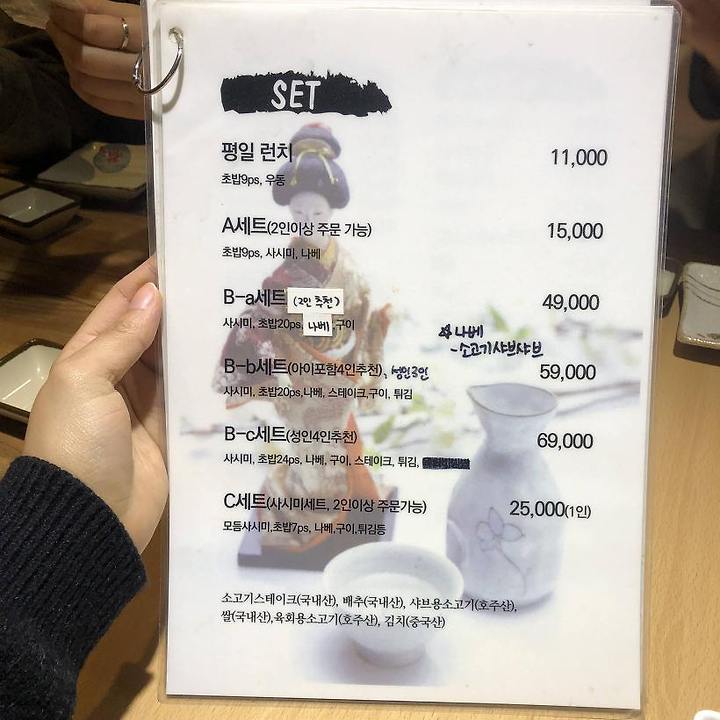 SET
평일 런치 11,000
초밥9ps, 우동
A세트(2인이상 주문 가능) 15,000
초밥9ps, 사시미, 나베
B-a세트 (2인 추천) 49,000
사시미, 초밥20ps, 나베,구이
* 나베
-소고기샤브샤브
B-b세트(아이포함4인추천), 성인3인 59,000
사시미, 초밥20ps,나베, 스테이크,구이, 튀김
B-c세트(성인4인추천) 69,000
사시미, 초밥24ps, 나베, 구이, 스테이크, 튀김,
C세트(사시미세트, 2인이상 주문가능) 25,000(1인)
모듬사시미,초밥7ps, 나베,구이,튀김등
소고기스테이크(국내산), 배추(국내산), 샤브용소고기(호주산),
쌀(국내산),육회용소고기(호주산), 김치(중국산)